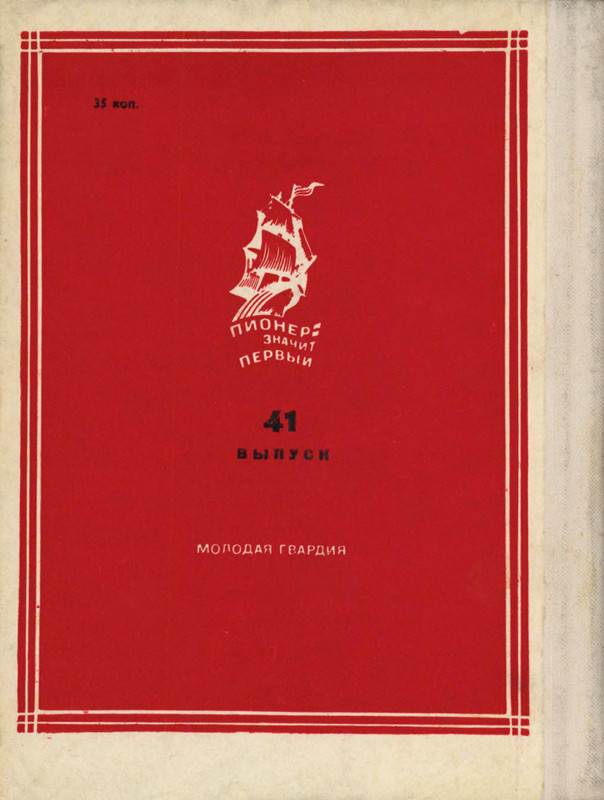 35 коп.
ПИОНЕР-
ЗНАЧИТ
ПЕРВЫЙ
41
ВЫПУСК
МОЛОДАЯ ГВАРДИЯ